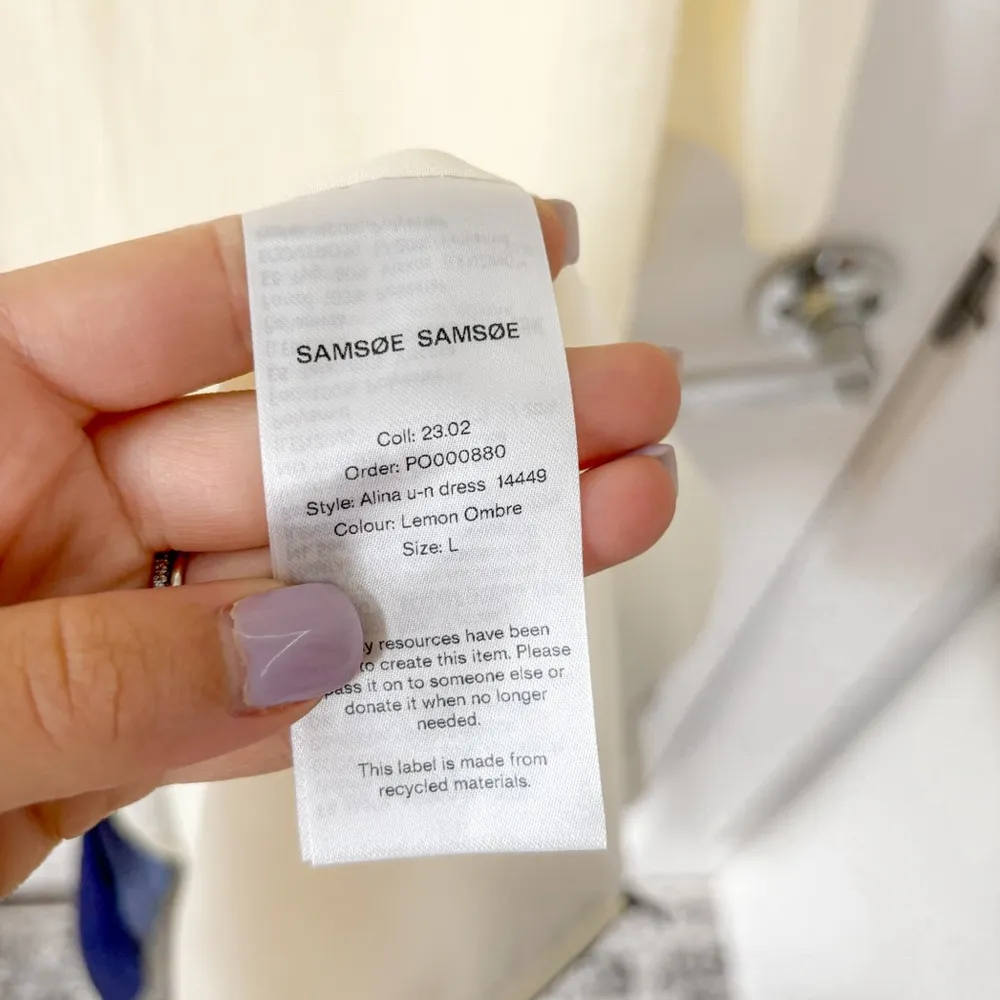 SAMSØE SAMSØE
Coll: 23.02
Order: PO000880
Style: Alina u-n dress 14449
Colour: Lemon Ombre
Size: L
resources have been
to create this item. Please
pass it on to someone else or
donate it when no longer
needed.
This label is made from
recycled materials.